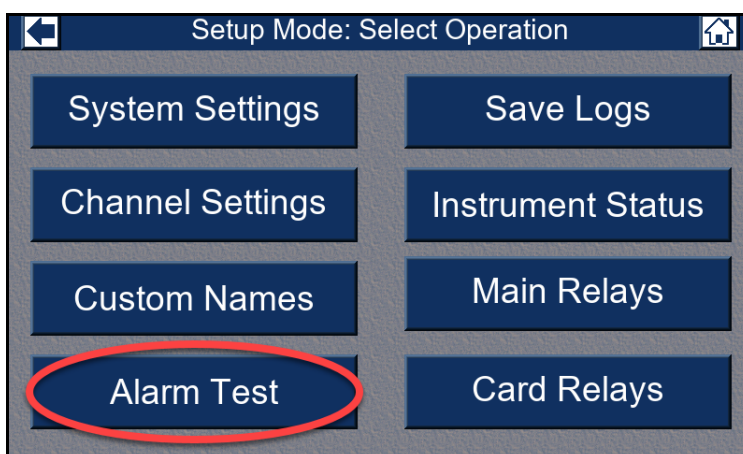 Setup Mode: Select Operation
System Settings
Save Logs
Channel Settings
Instrument Status
Custom Names
Main Relays
Alarm Test
Card Relays